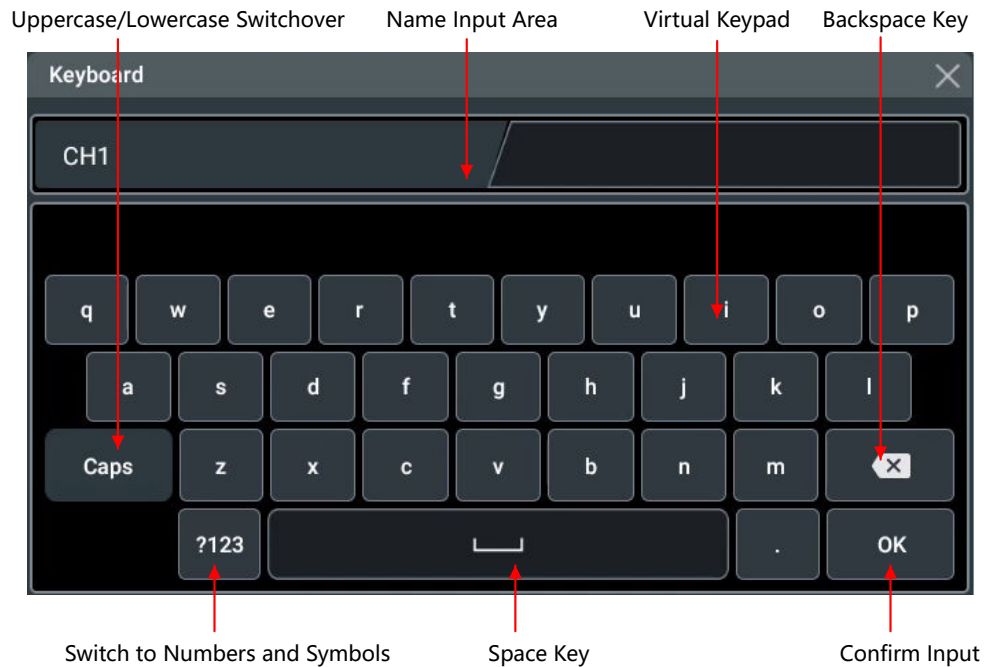 Uppercase/Lowercase Switchover Name Input Area Virtual Keypad Backspace Key
Keyboard
CH1
q w e r t y u i o p
a s d f g h j k l
Caps z x c v b n m
?123 . OK
Switch to Numbers and Symbols Space Key Confirm Input